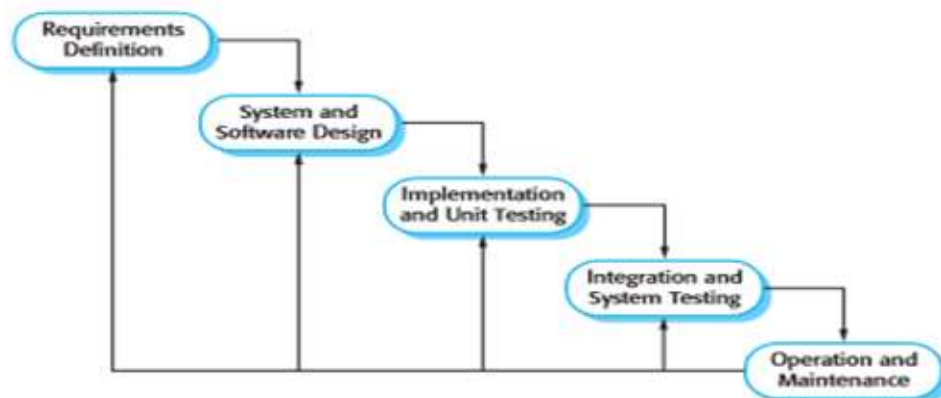 Requirements
Definition
System and
Software Design
Implementation
and Unit Testing
Integration and
System Testing
Operation and
Maintenance